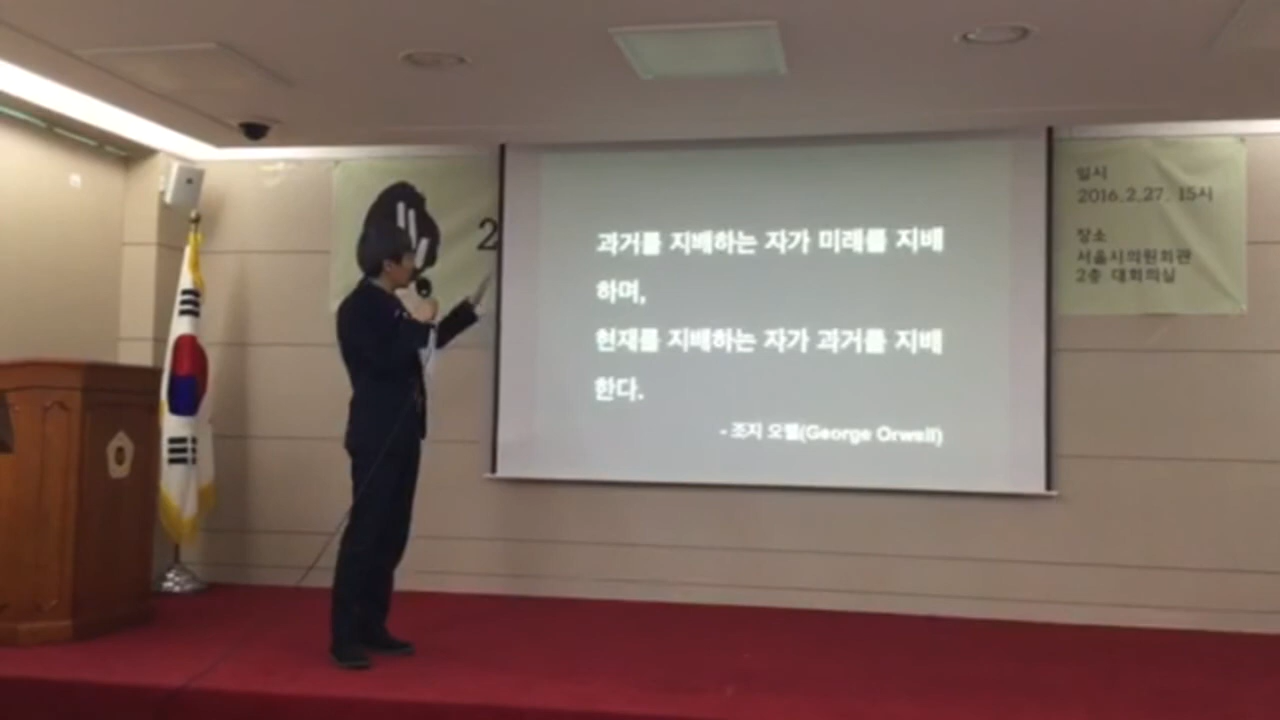 2
과거를 지배하는 자가 미래를 지배
하며,
현재를 지배하는 자가 과거를 지배
한다.
- 조지 오웰(George Orwell)
일시
2016.2.27. 15시
장소
서울시의원회관
2층 대회의실